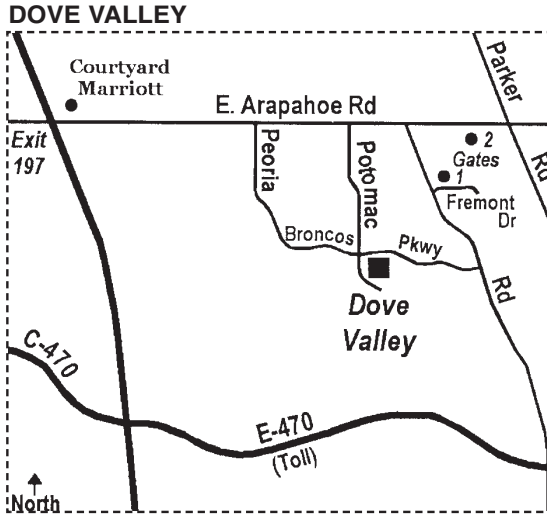 DOVE VALLEY
Courtyard
Marriott
Parker
Rd
E. Arapahoe Rd
Exit
197
Peoria
Potomac
2
Gates
1
Fremont
Dr
Broncos Pkwy
Rd
Dove
Valley
C-470
E-470
(Toll)
North